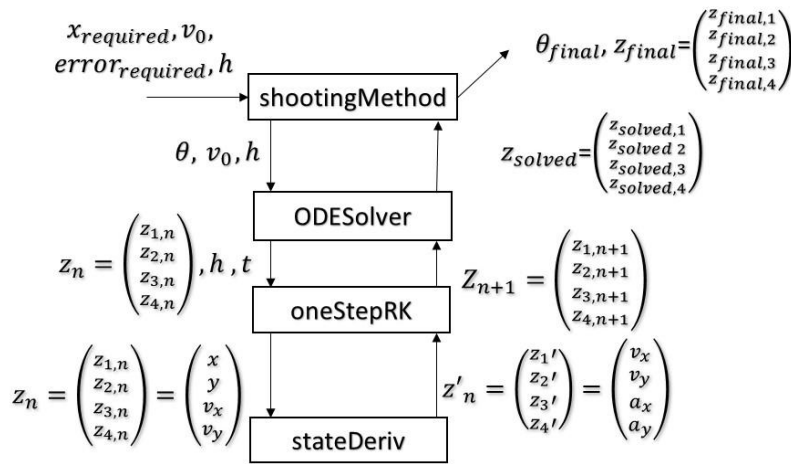 x_required, v_0,
error_required, h
θ_final, z_final=(z_final,1
z_final,2
z_final,3
z_final,4)
shootingMethod
θ, v_0, h
z_solved=(z_solved,1
z_solved 2
z_solved,3
z_solved,4)
ODESolver
z_n = (z_1,n
z_2,n
z_3,n
z_4,n), h , t
Z_n+1 = (z_1,n+1
z_2,n+1
z_3,n+1
z_4,n+1)
oneStepRK
z_n = (z_1,n
z_2,n
z_3,n
z_4,n) = (x
y
v_x
v_y)
z'_n = (z_1'
z_2'
z_3'
z_4') = (v_x
v_y
a_x
a_y)
stateDeriv